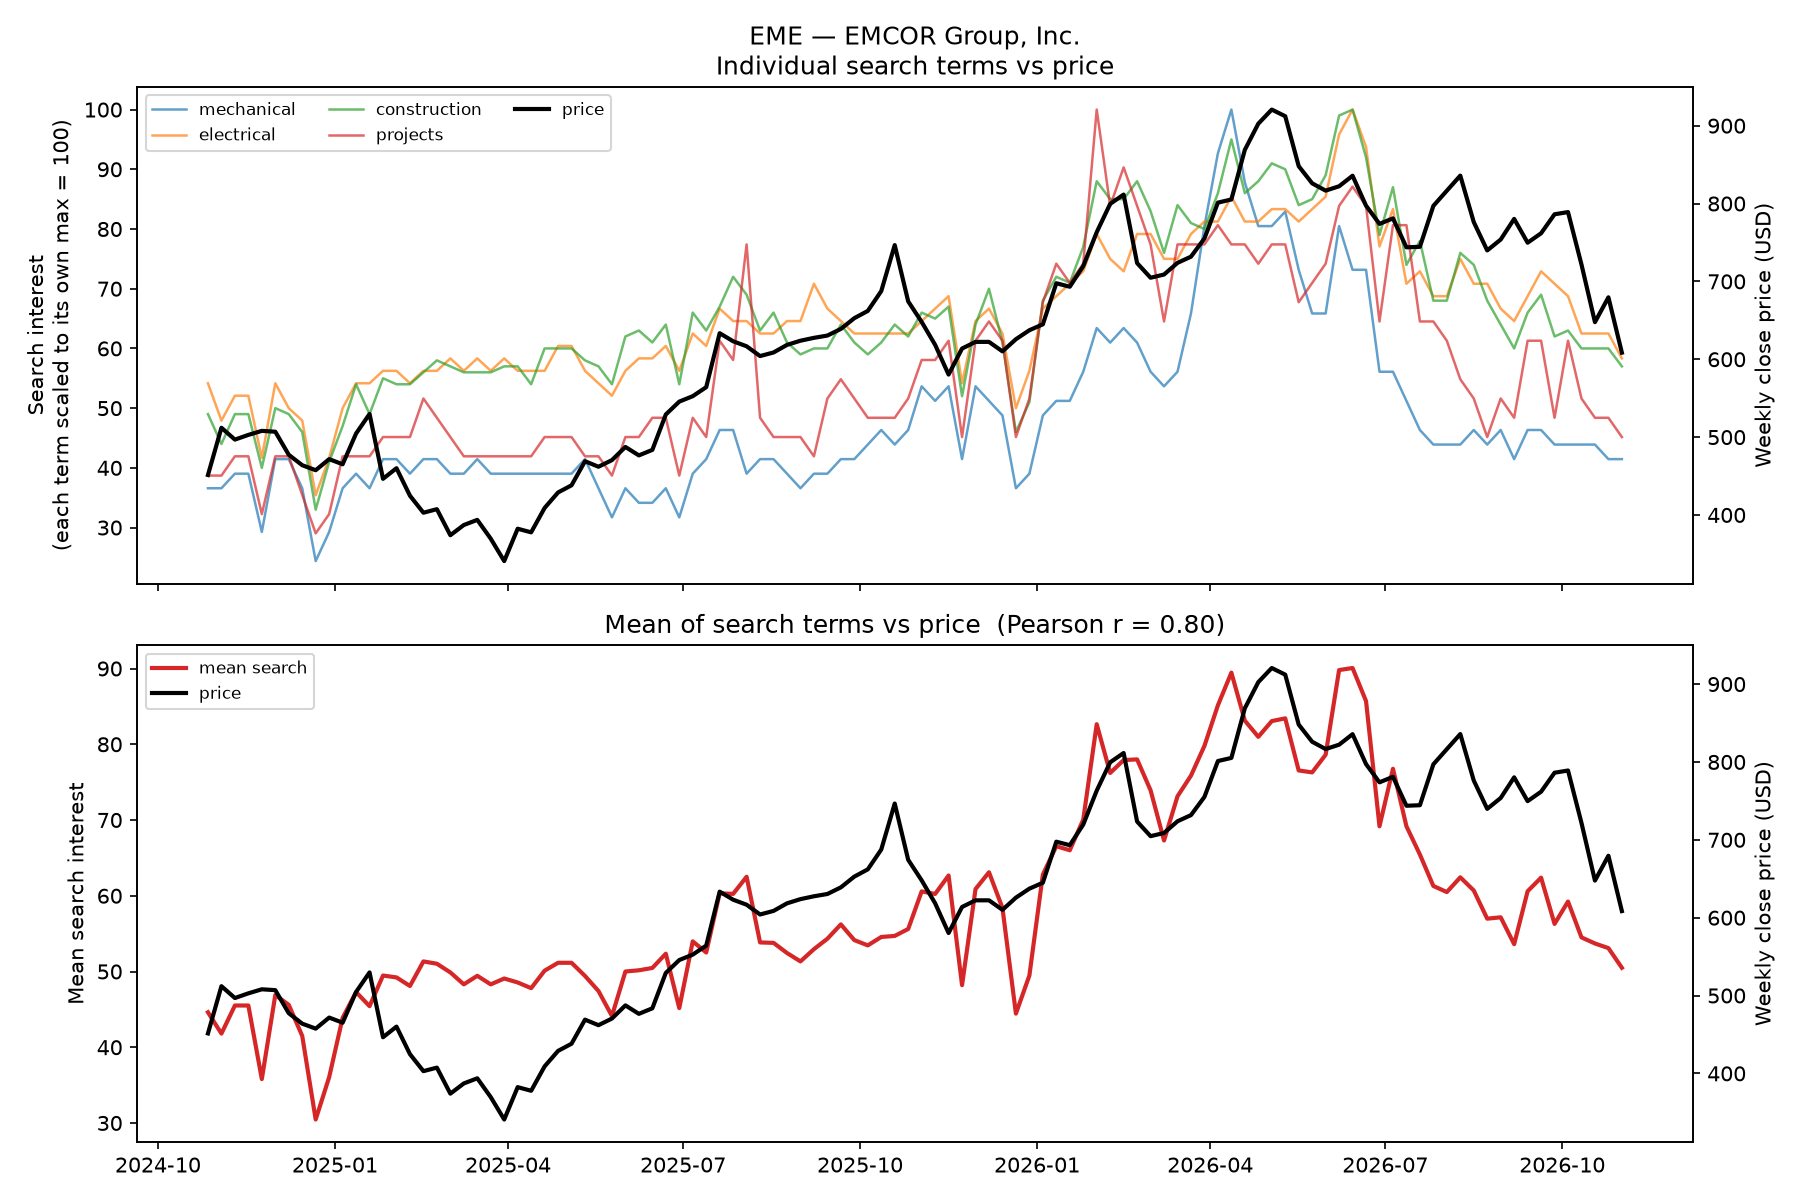 EME — EMCOR Group, Inc.
Individual search terms vs price
mechanical
electrical
construction
projects
price
Search interest
(each term scaled to its own max = 100)
100
90
80
70
60
50
40
30
Weekly close price (USD)
900
800
700
600
500
400
Mean of search terms vs price  (Pearson r = 0.80)
mean search
price
Mean search interest
90
80
70
60
50
40
30
Weekly close price (USD)
900
800
700
600
500
400
2024-10
2025-01
2025-04
2025-07
2025-10
2026-01
2026-04
2026-07
2026-10